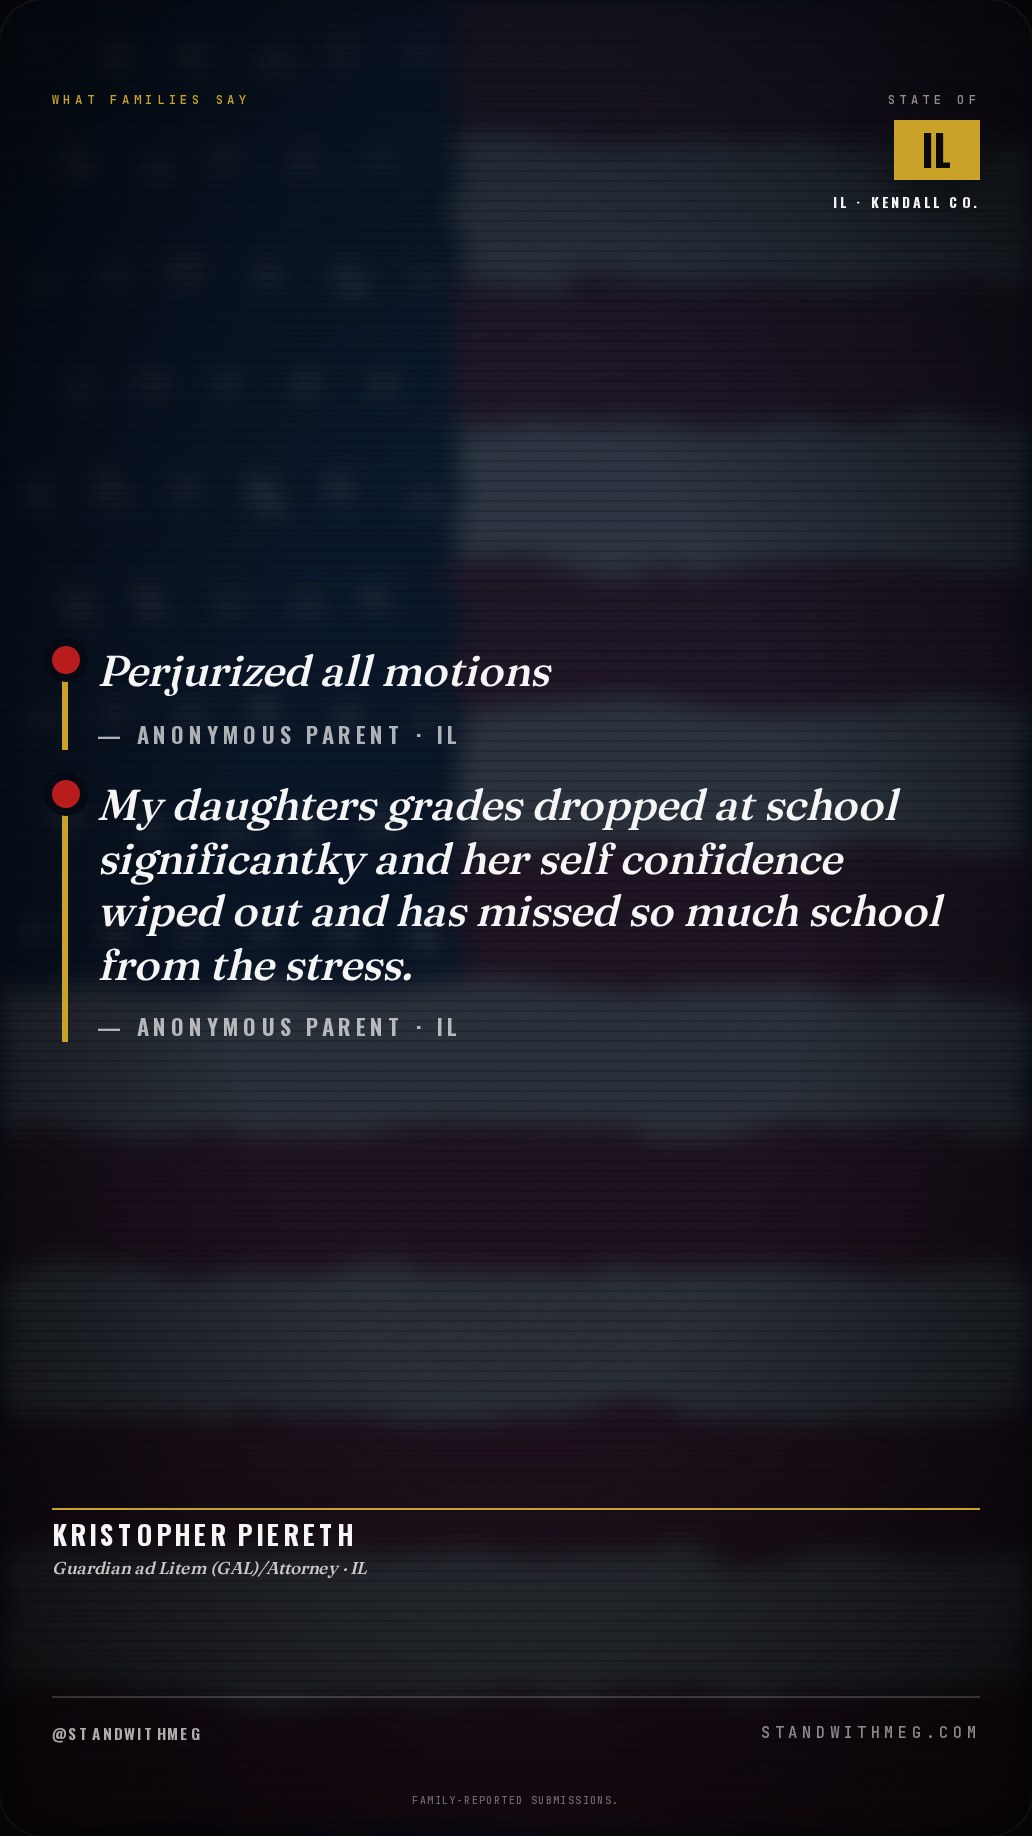 WHAT FAMILIES SAY
STATE OF
IL
IL · KENDALL CO.
Perjurized all motions
— ANONYMOUS PARENT · IL
My daughters grades dropped at school
significantky and her self confidence
wiped out and has missed so much school
from the stress.
— ANONYMOUS PARENT · IL
KRISTOPHER PIERETH
Guardian ad Litem (GAL)/Attorney · IL
@STANDWITHMEG
STANDWITHMEG.COM
FAMILY-REPORTED SUBMISSIONS.